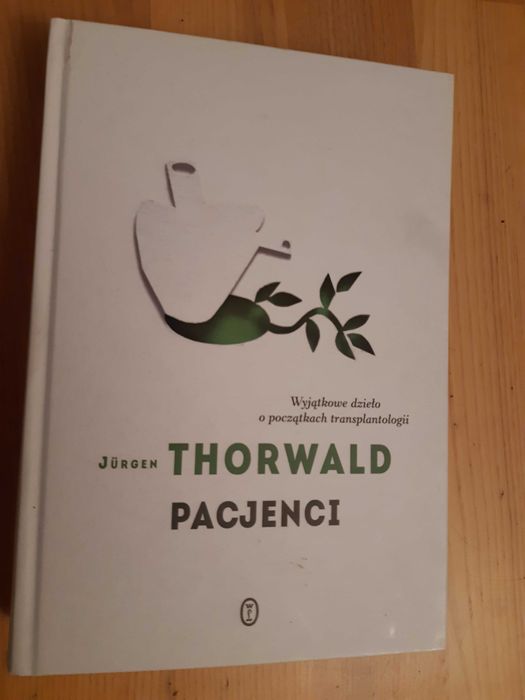 Wyjątkowe dzieło
o początkach transplantologii
JÜRGEN THORWALD
PACJENCI